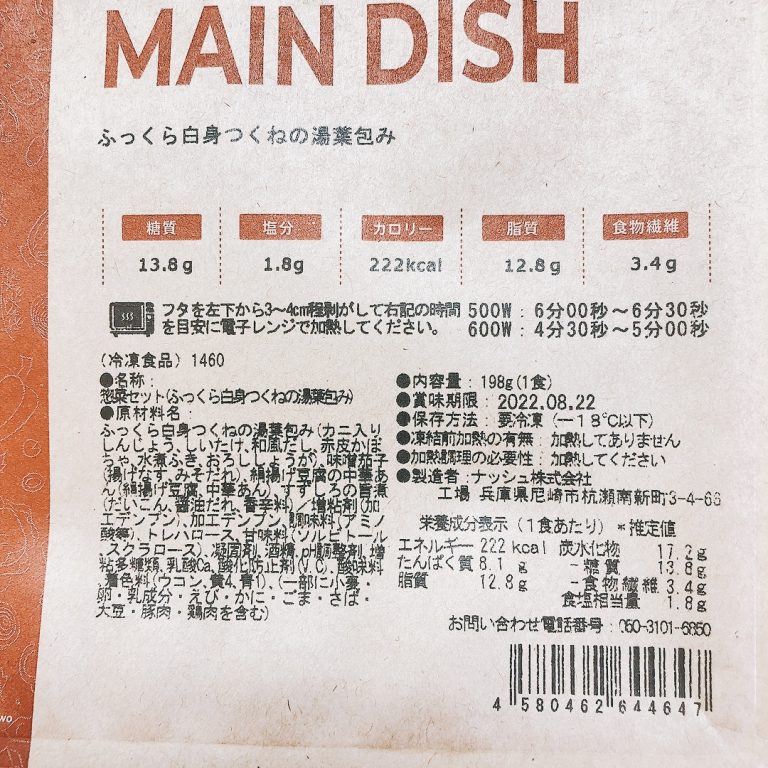 MAIN DISH
ふっくら白身つくねの湯葉包み
糖質 塩分 カロリー 脂質 食物繊維
13.8g 1.8g 222kcal 12.8g 3.4g
フタを左下から3〜4cm程剝がして右記の時間 500W：6分00秒〜6分30秒
を目安に電子レンジで加熱してください。 600W：4分30秒〜5分00秒
(冷凍食品) 1460
●名称：
惣菜セット(ふっくら白身つくねの湯葉包み)
●原材料名：
ふっくら白身つくねの湯葉包み(カニ入り
しんじょう、しいたけ、和風だし、赤皮かぼ
ちゃ、水煮ふき、おろししょうが)、味噌茄子
(揚げなす、みそだれ)、絹揚げ豆腐の中華あ
ん(絹揚げ豆腐、中華あん)、すずしろの旨煮
(だいこん、醤油だれ、香辛料)／増粘剤(加
工デンプン)、加工デンプン、調味料(アミノ
酸等)、トレハロース、甘味料(ソルビトール
、スクラロース)、凝固剤、酒精、pH調整剤、増
粘多糖類、乳酸Ca、酸化防止剤(V.C)、酸味料
、着色料(ウコン、黄4、青1)、(一部に小麦・
卵・乳成分・えび・かに・ごま・さば・
大豆・豚肉・鶏肉を含む)
●内容量：198g(1食)
●賞味期限：2022.08.22
●保存方法：要冷凍(－18℃以下)
●凍結前加熱の有無：加熱してありません
●加熱調理の必要性：加熱してください
●製造者：ナッシュ株式会社
工場 兵庫県尼崎市杭瀬南新町3-4-66
栄養成分表示(1食あたり) *推定値
エネルギー 222 kcal 炭水化物 17.2g
たんぱく質 8.1 g -糖質 13.8g
脂質 12.8 g -食物繊維 3.4g
食塩相当量 1.8g
お問い合わせ電話番号：050-3101-6850
4 580462 644647